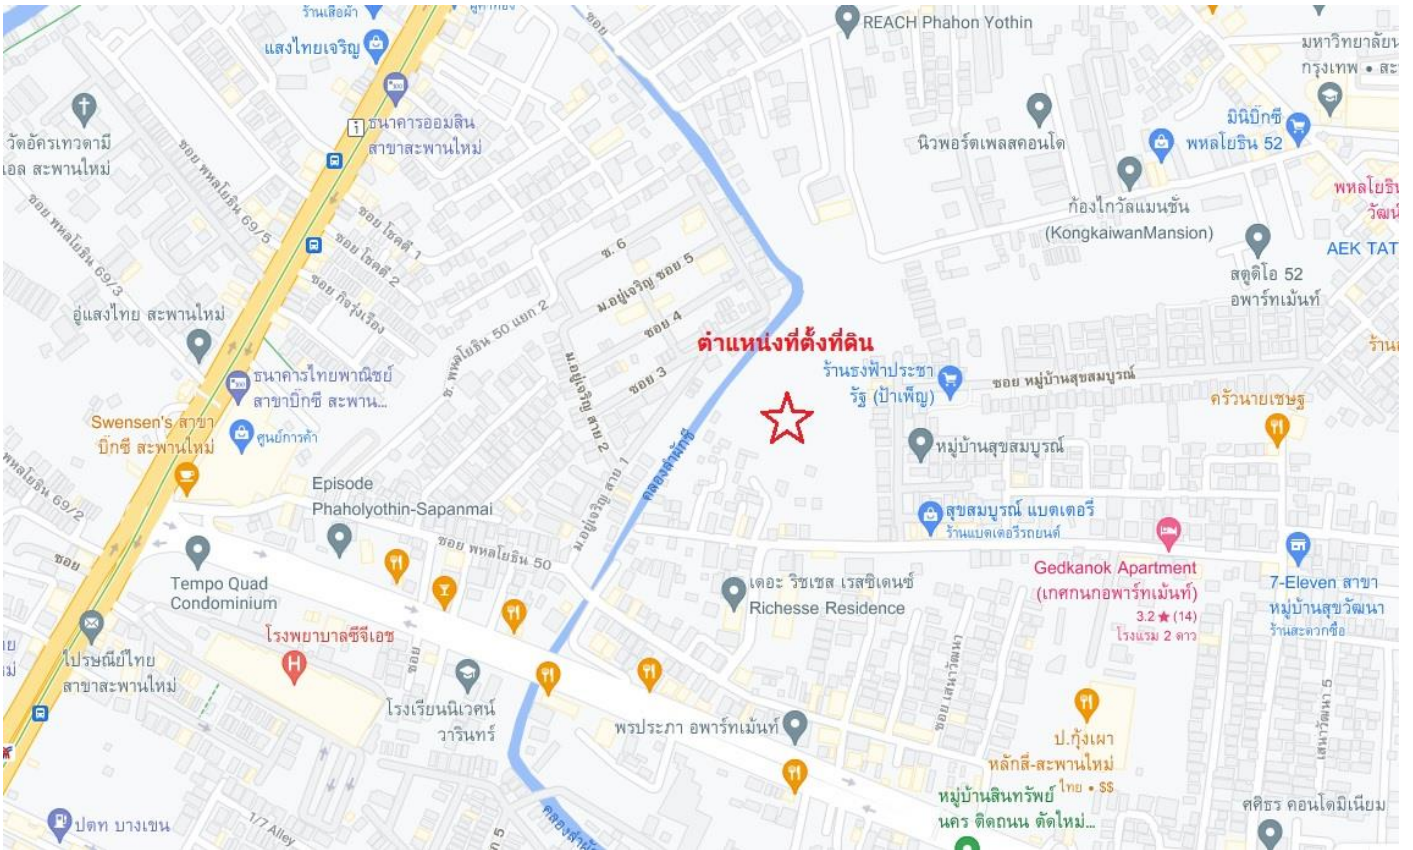 ร้านเสื้อผ้า
แสงไทยเจริญ
ซอย
REACH Phahon Yothin
มหาวิทยาลัยน
กรุงเทพ • สะ
วัดอัครเทวดามี
เอล สะพานใหม่
ธนาคารออมสิน
สาขาสะพานใหม่
นิวพอร์ตเพลสคอนโด
มินิบิ๊กซี
พหลโยธิน 52
ซอย พหลโยธิน 69/5
ซอย พหลโยธิน 69/3
ซอย โชคดี 1
ซอย โชคดี 2
ซอย กิจรุ่งเรือง
ก้องไกวัลแมนชั่น
(KongkaiwanMansion)
พหลโยธิน
วัฒน์
AEK TAT
สตูดิโอ 52
อพาร์ทเม้นท์
ซ. 6
ม.อยู่เจริญ ซอย 5
ซอย 4
ซอย 3
ซ. พหลโยธิน 50 แยก 2
ม.อยู่เจริญ สาย 2
ม.อยู่เจริญ สาย 1
อู่แสงไทย สะพานใหม่
ตำแหน่งที่ตั้งที่ดิน
ร้านธงฟ้าประชา
รัฐ (ป้าเพ็ญ)
ซอย หมู่บ้านสุขสมบูรณ์
ร้าน
ธนาคารไทยพาณิชย์
สาขาบิ๊กซี สะพาน...
Swensen's สาขา
บิ๊กซี สะพานใหม่
ศูนย์การค้า
ครัวนายเชษฐ
หมู่บ้านสุขสมบูรณ์
คลองลำผักชี
พหลโยธิน 69/2
Episode
Phaholyothin-Sapanmai
สุขสมบูรณ์ แบตเตอรี่
ร้านแบตเตอรี่รถยนต์
ซอย
ซอย พหลโยธิน 50
Tempo Quad
Condominium
เดอะ ริชเชส เรสซิเดนซ์
Richesse Residence
Gedkanok Apartment
(เกศกนกอพาร์ทเม้นท์)
3.2 ★ (14)
โรงแรม 2 ดาว
7-Eleven สาขา
หมู่บ้านสุขวัฒนา
ร้านสะดวกซื้อ
โรงพยาบาลซีจีเอช
H
ไปรษณีย์ไทย
สาขาสะพานใหม่
ซอย
โรงเรียนนิเวศน์
วารินทร์
พรประภา อพาร์ทเม้นท์
ซอย เสนาวัฒนา
เสนาวัฒนา 5
ป.กุ้งเผา
หลักสี่-สะพานใหม่
ไทย • $$
หมู่บ้านสินทรัพย์
นคร ติดถนน ตัดใหม่...
ศศิธร คอนโดมิเนียม
ปตท บางเขน
1/7 Alley
คลองลำผัก